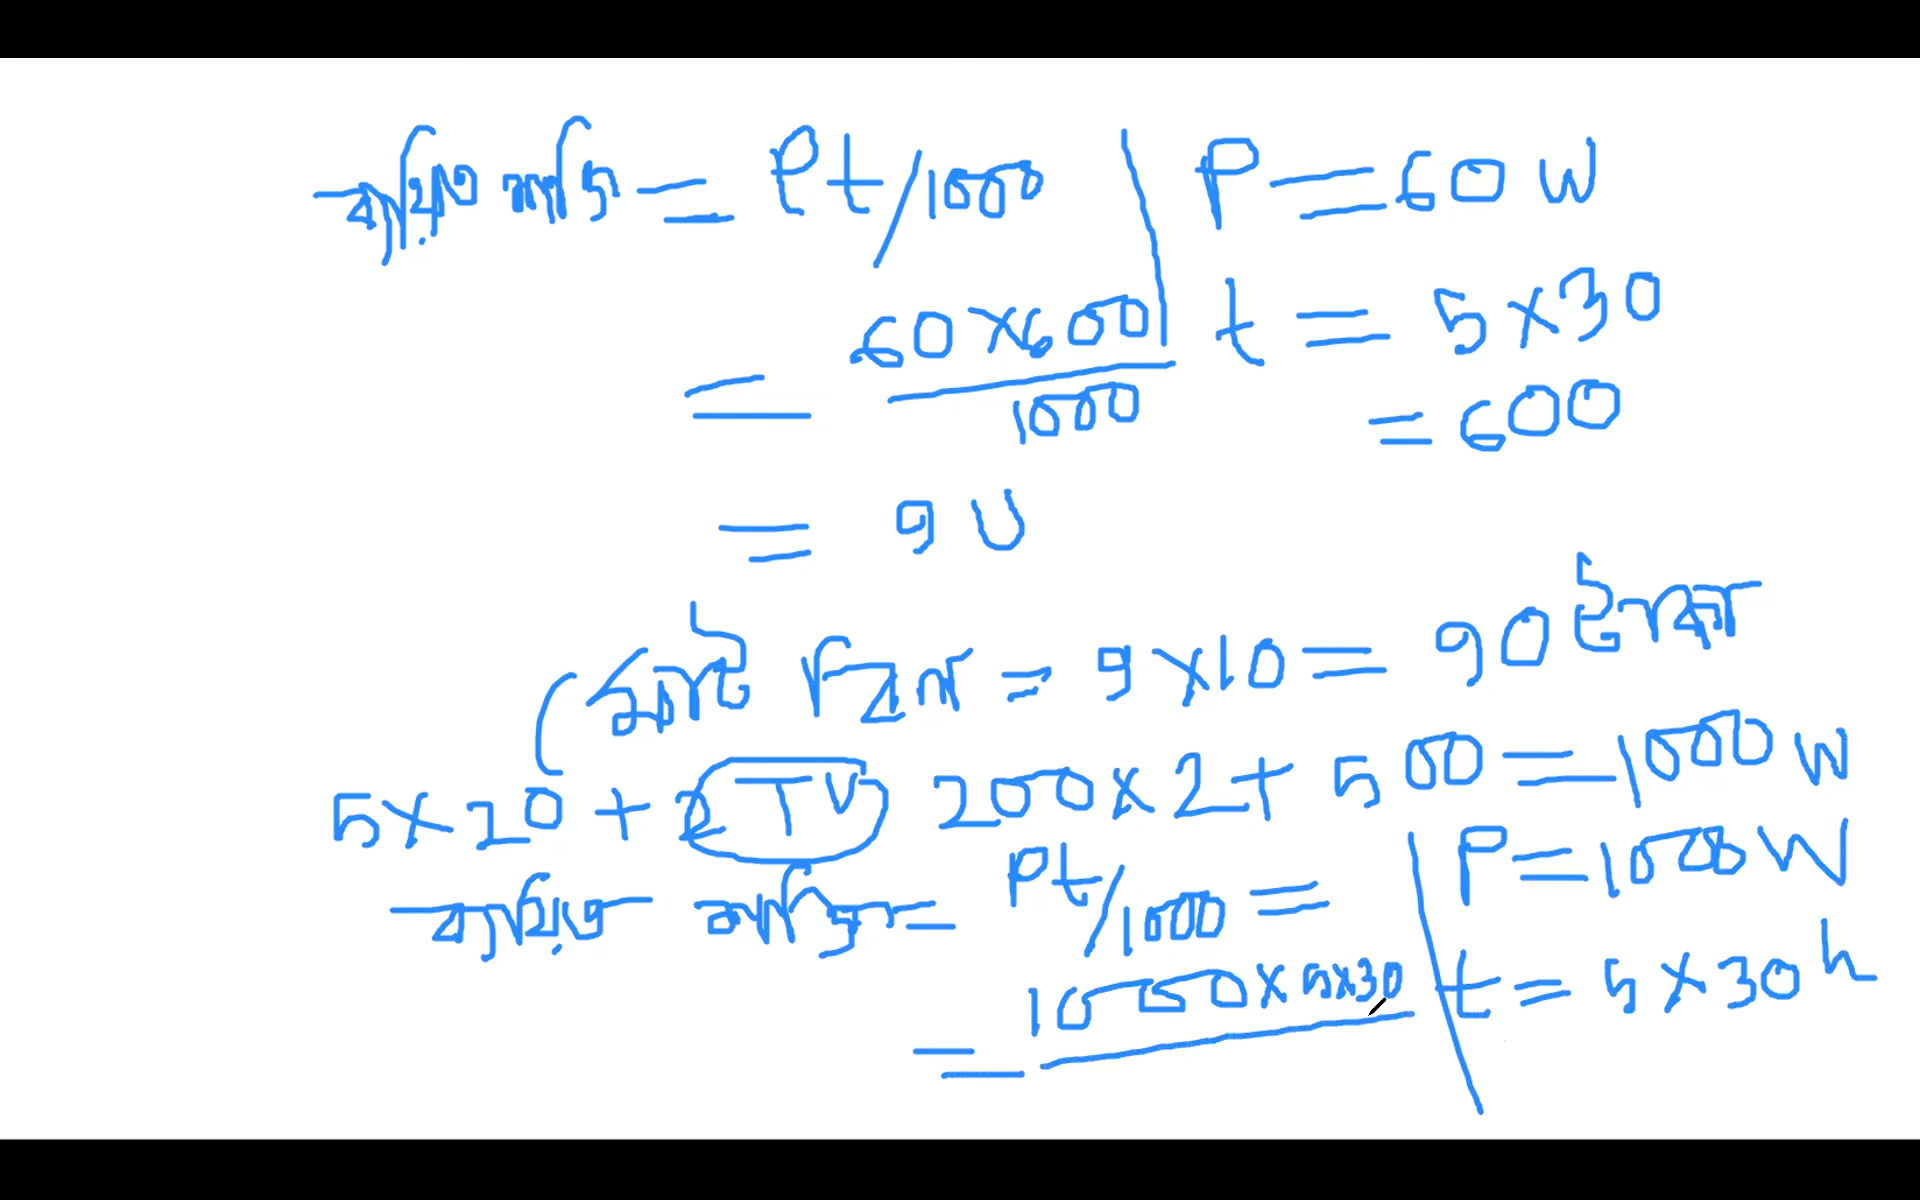 ব্যয়িত শক্তি = Pt/1000 | P = 60 W
= 60 × 600 / 1000 t = 5 × 30
= 600
= 9 U
মোট বিল = 9 × 10 = 90 টাকা
5 × 20 + 2 TV 200 × 2 + 500 = 1000 W
ব্যয়িত শক্তি = Pt/1000 = | P = 1000 W
= 10000 × 5×30 t = 5 × 30 h